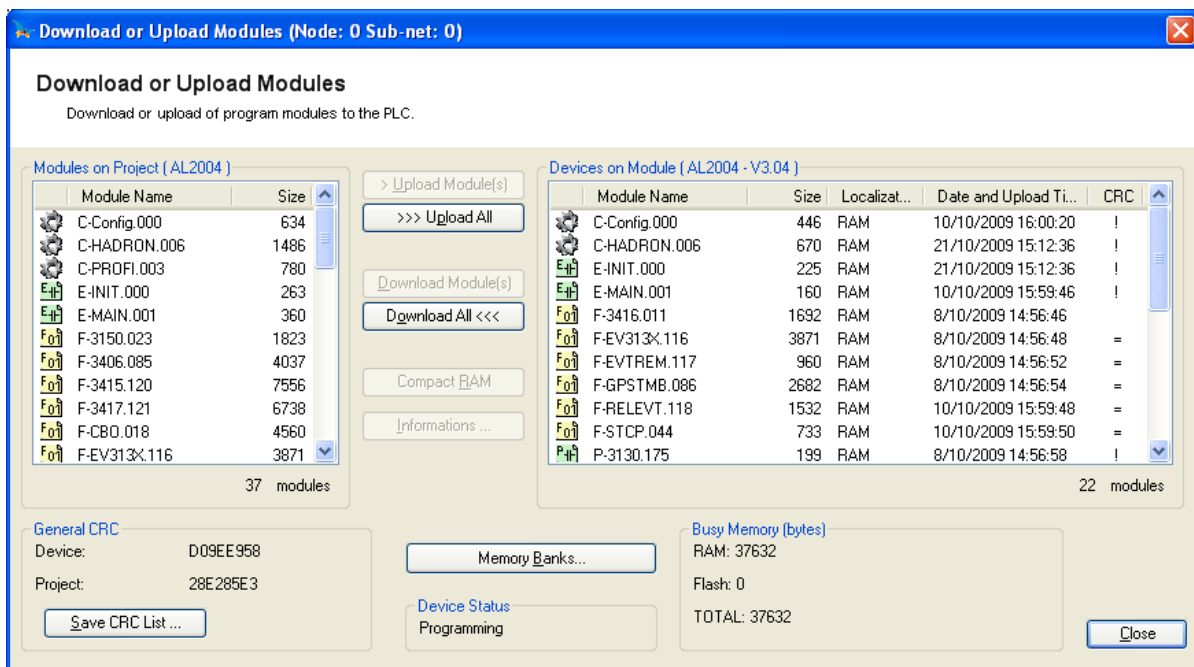 Download or Upload Modules (Node: 0 Sub-net: 0)
Download or Upload Modules
Download or upload of program modules to the PLC.
Modules on Project ( AL2004 )
Module Name Size
C-Config.000 634
C-HADRON.006 1486
C-PROFI.003 780
E-INIT.000 263
E-MAIN.001 360
F-3150.023 1823
F-3406.085 4037
F-3415.120 7556
F-3417.121 6738
F-CBO.018 4560
F-EV313X.116 3871
37 modules
> Upload Module(s)
>>> Upload All
Download Module(s)
Download All <<<
Compact RAM
Informations ...
Devices on Module ( AL2004 - V3.04 )
Module Name Size Localizat... Date and Upload Ti... CRC
C-Config.000 446 RAM 10/10/2009 16:00:20 !
C-HADRON.006 670 RAM 21/10/2009 15:12:36 !
E-INIT.000 225 RAM 21/10/2009 15:12:36 !
E-MAIN.001 160 RAM 10/10/2009 15:59:46 !
F-3416.011 1692 RAM 8/10/2009 14:56:46
F-EV313X.116 3871 RAM 8/10/2009 14:56:48 =
F-EVTREM.117 960 RAM 8/10/2009 14:56:52 =
F-GPSTMB.086 2682 RAM 8/10/2009 14:56:54 =
F-RELEVT.118 1532 RAM 10/10/2009 15:59:48 =
F-STCP.044 733 RAM 10/10/2009 15:59:50 =
P-3130.175 199 RAM 8/10/2009 14:56:58 !
22 modules
General CRC
Device: D09EE958
Project: 28E285E3
Save CRC List ...
Memory Banks...
Device Status
Programming
Busy Memory (bytes)
RAM: 37632
Flash: 0
TOTAL: 37632
Close